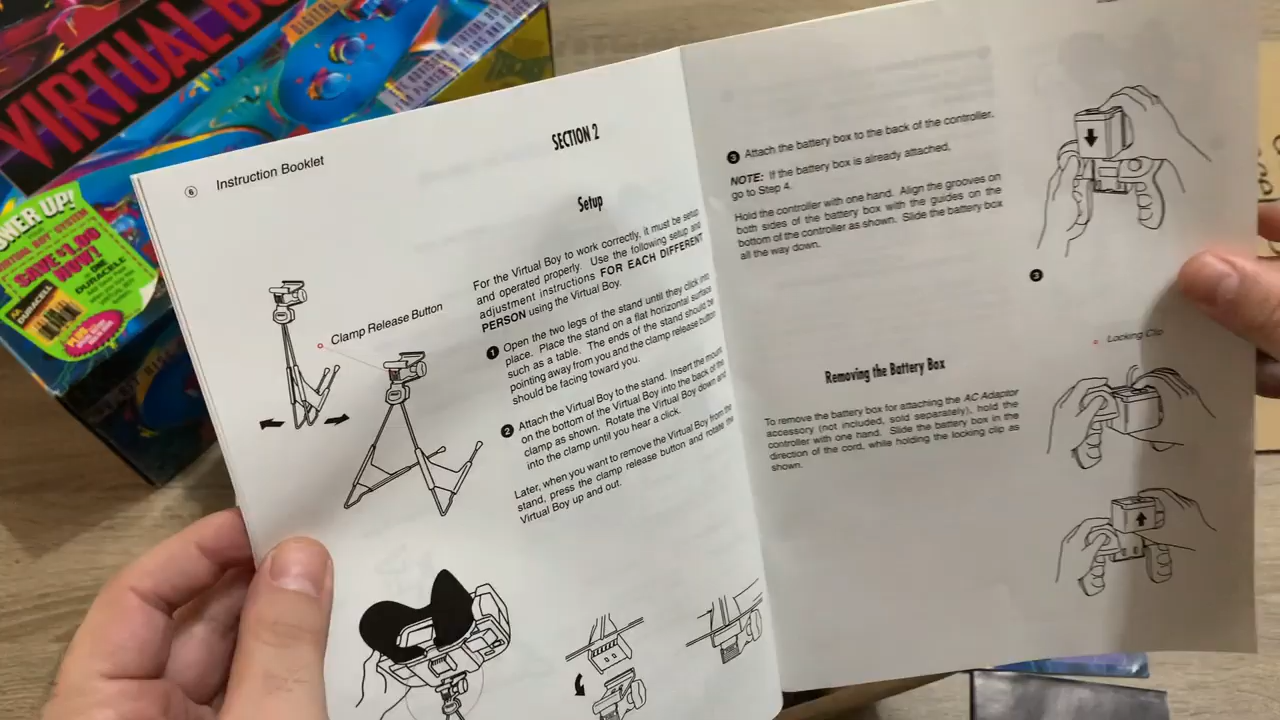 VIRTUAL BO
DIGITAL
POWER UP!
VIRTUAL BOY SYSTEM
SAVE $1.00
NOW!
ON E
DURACELL
AA
DURACELL
PLUS
6
Instruction Booklet
SECTION 2
Setup
For the Virtual Boy to work correctly, it must be setup
and operated properly. Use the following setup and
adjustment instructions FOR EACH DIFFERENT
PERSON using the Virtual Boy.
1 Open the two legs of the stand until they click into
place. Place the stand on a flat horizontal surface
such as a table. The ends of the stand should be
pointing away from you and the clamp release button
should be facing toward you.
Clamp Release Button
2 Attach the Virtual Boy to the stand. Insert the mount
on the bottom of the Virtual Boy into the back of the
clamp as shown. Rotate the Virtual Boy down and
into the clamp until you hear a click.
Later, when you want to remove the Virtual Boy from the
stand, press the clamp release button and rotate the
Virtual Boy up and out.
3 Attach the battery box to the back of the controller.
NOTE: If the battery box is already attached,
go to Step 4.
Hold the controller with one hand. Align the grooves on
both sides of the battery box with the guides on the
bottom of the controller as shown. Slide the battery box
all the way down.
3
Removing the Battery Box
Locking Clip
To remove the battery box for attaching the AC Adaptor
accessory (not included, sold separately), hold the
controller with one hand. Slide the battery box in the
direction of the cord, while holding the locking clip as
shown.